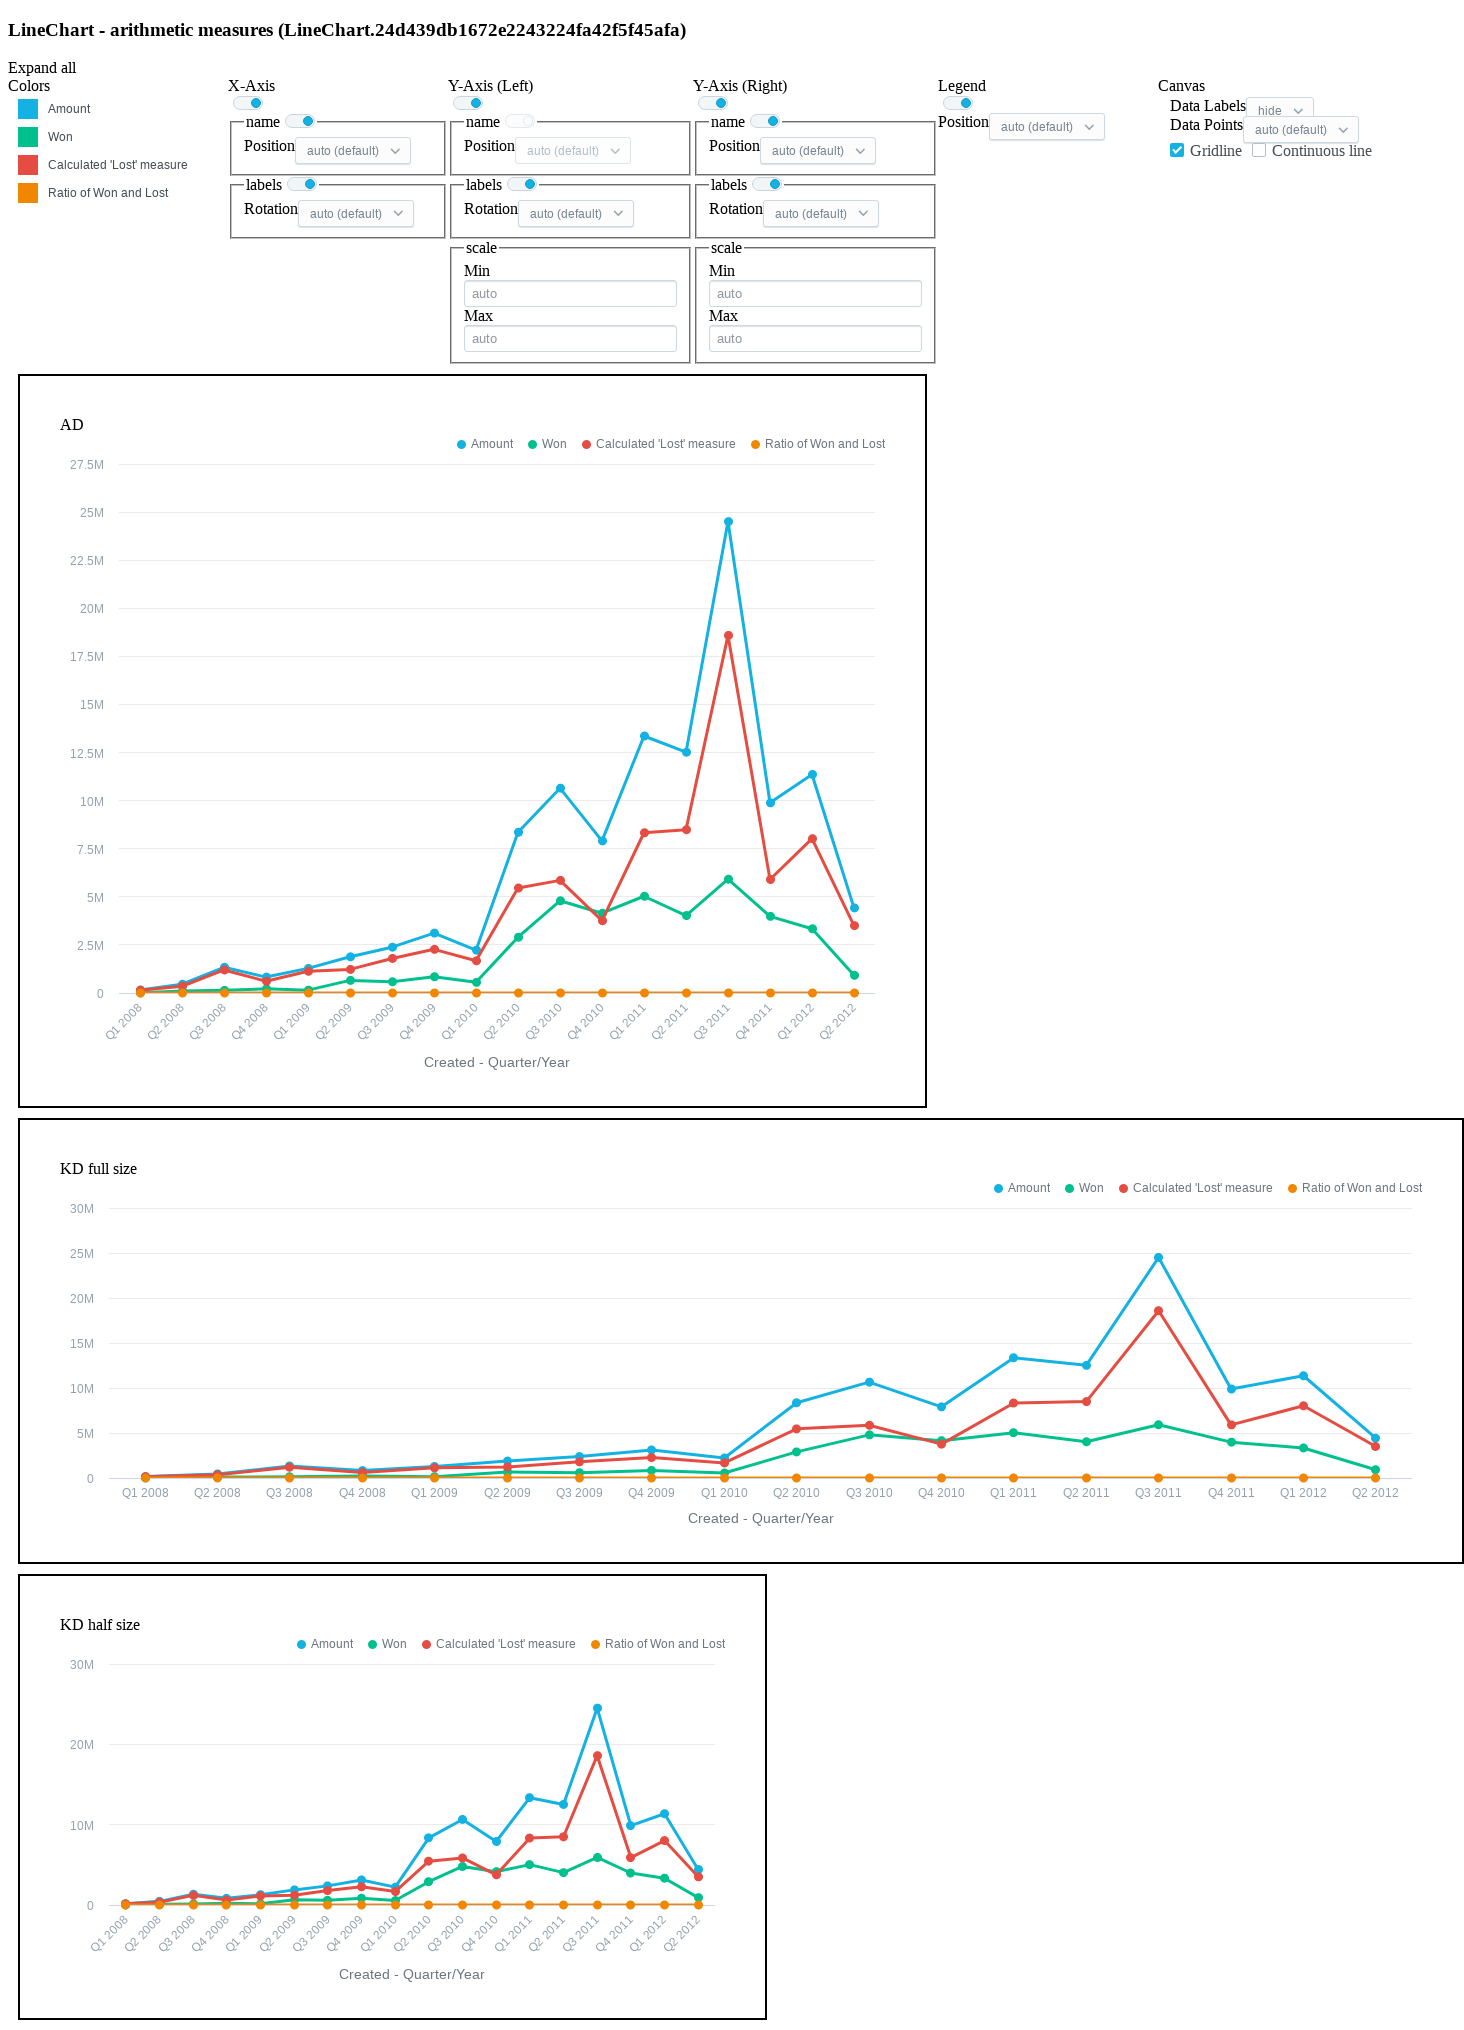 LineChart - arithmetic measures (LineChart.24d439db1672e2243224fa42f5f45afa)
Expand all
Colors
Amount
Won
Calculated 'Lost' measure
Ratio of Won and Lost
X-Axis
name
Position auto (default)
labels
Rotation auto (default)
Y-Axis (Left)
name
Position auto (default)
labels
Rotation auto (default)
scale
Min
auto
Max
auto
Y-Axis (Right)
name
Position auto (default)
labels
Rotation auto (default)
scale
Min
auto
Max
auto
Legend
Position auto (default)
Canvas
Data Labels hide
Data Points auto (default)
Gridline Continuous line
AD
Amount Won Calculated 'Lost' measure Ratio of Won and Lost
27.5M
25M
22.5M
20M
17.5M
15M
12.5M
10M
7.5M
5M
2.5M
0
Q1 2008 Q2 2008 Q3 2008 Q4 2008 Q1 2009 Q2 2009 Q3 2009 Q4 2009 Q1 2010 Q2 2010 Q3 2010 Q4 2010 Q1 2011 Q2 2011 Q3 2011 Q4 2011 Q1 2012 Q2 2012
Created - Quarter/Year
KD full size
Amount Won Calculated 'Lost' measure Ratio of Won and Lost
30M
25M
20M
15M
10M
5M
0
Q1 2008 Q2 2008 Q3 2008 Q4 2008 Q1 2009 Q2 2009 Q3 2009 Q4 2009 Q1 2010 Q2 2010 Q3 2010 Q4 2010 Q1 2011 Q2 2011 Q3 2011 Q4 2011 Q1 2012 Q2 2012
Created - Quarter/Year
KD half size
Amount Won Calculated 'Lost' measure Ratio of Won and Lost
30M
20M
10M
0
Q1 2008 Q2 2008 Q3 2008 Q4 2008 Q1 2009 Q2 2009 Q3 2009 Q4 2009 Q1 2010 Q2 2010 Q3 2010 Q4 2010 Q1 2011 Q2 2011 Q3 2011 Q4 2011 Q1 2012 Q2 2012
Created - Quarter/Year